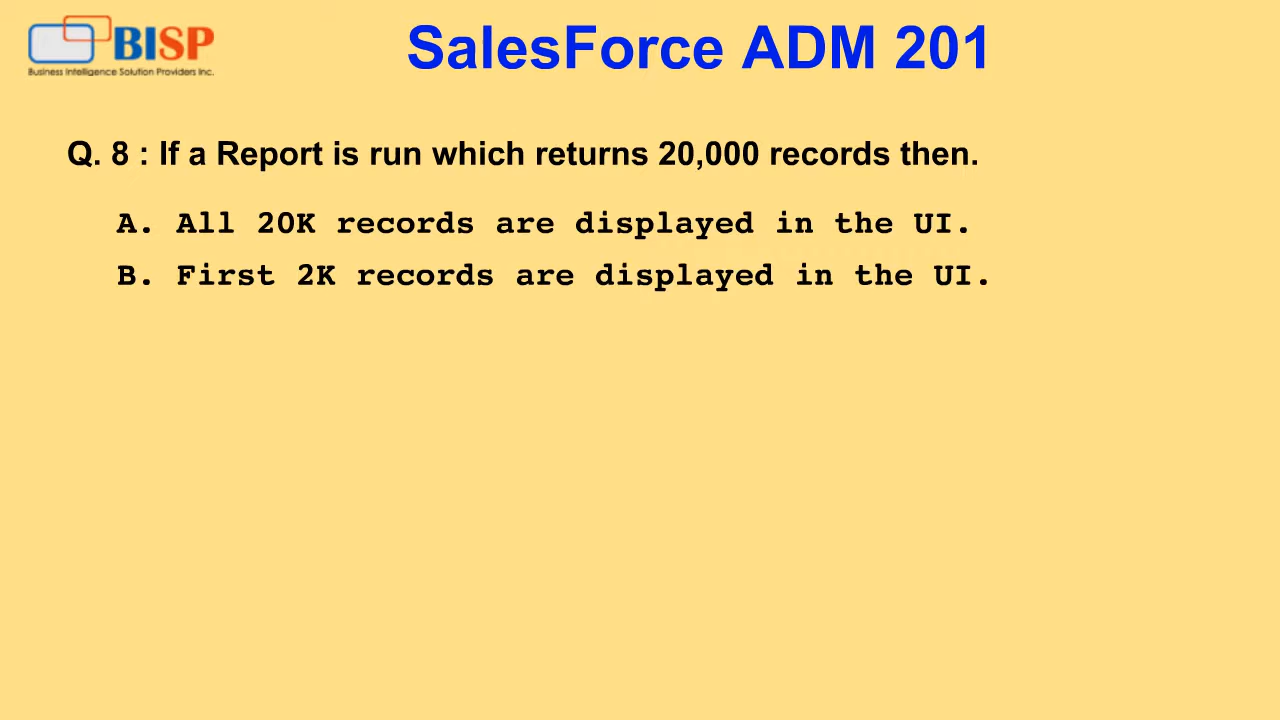 BISP
Business Intelligence Solution Providers Inc.
SalesForce ADM 201
Q. 8 : If a Report is run which returns 20,000 records then.
A. All 20K records are displayed in the UI.
B. First 2K records are displayed in the UI.